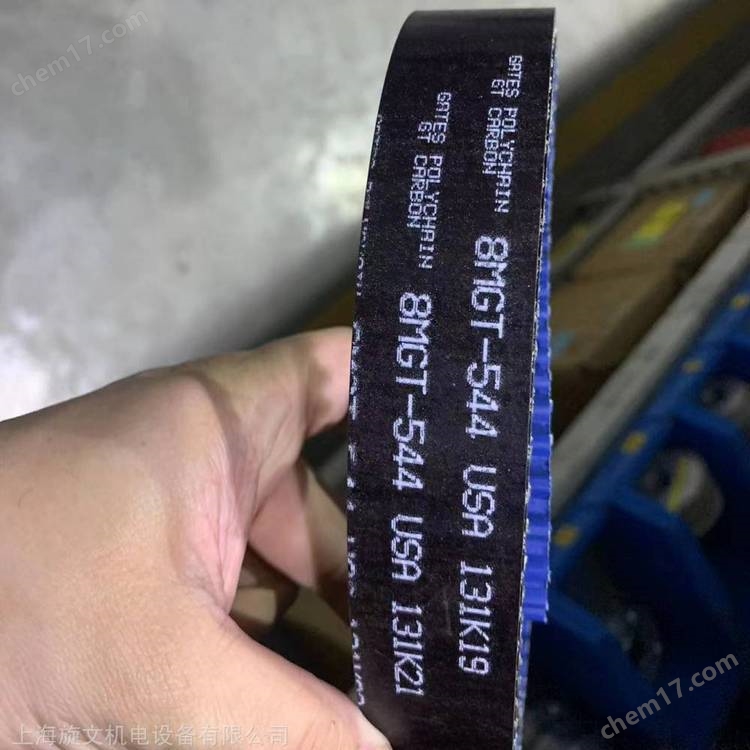 chem17.com
GATES POLYCHAIN
GT CARBON
8MGT-544 USA 131K19
GATES POLYCHAIN
GT CARBON
8MGT-544 USA 131K21
chem17.com
上海旋文机电设备有限公司